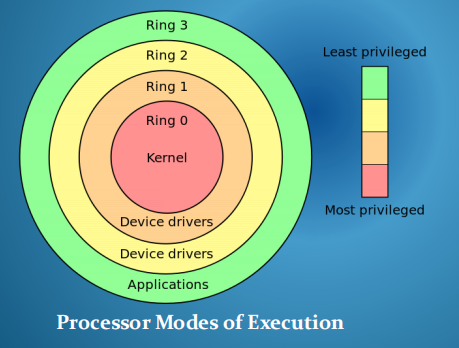 Ring 3
Ring 2
Ring 1
Ring 0
Kernel
Device drivers
Device drivers
Applications
Least privileged
Most privileged
Processor Modes of Execution